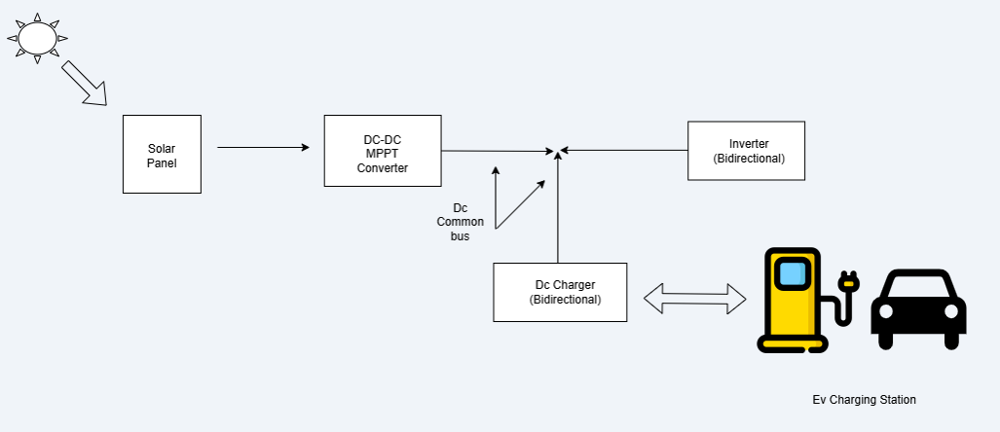 Solar
Panel
DC-DC
MPPT
Converter
Inverter
(Bidirectional)
Dc
Common
bus
Dc Charger
(Bidirectional)
Ev Charging Station